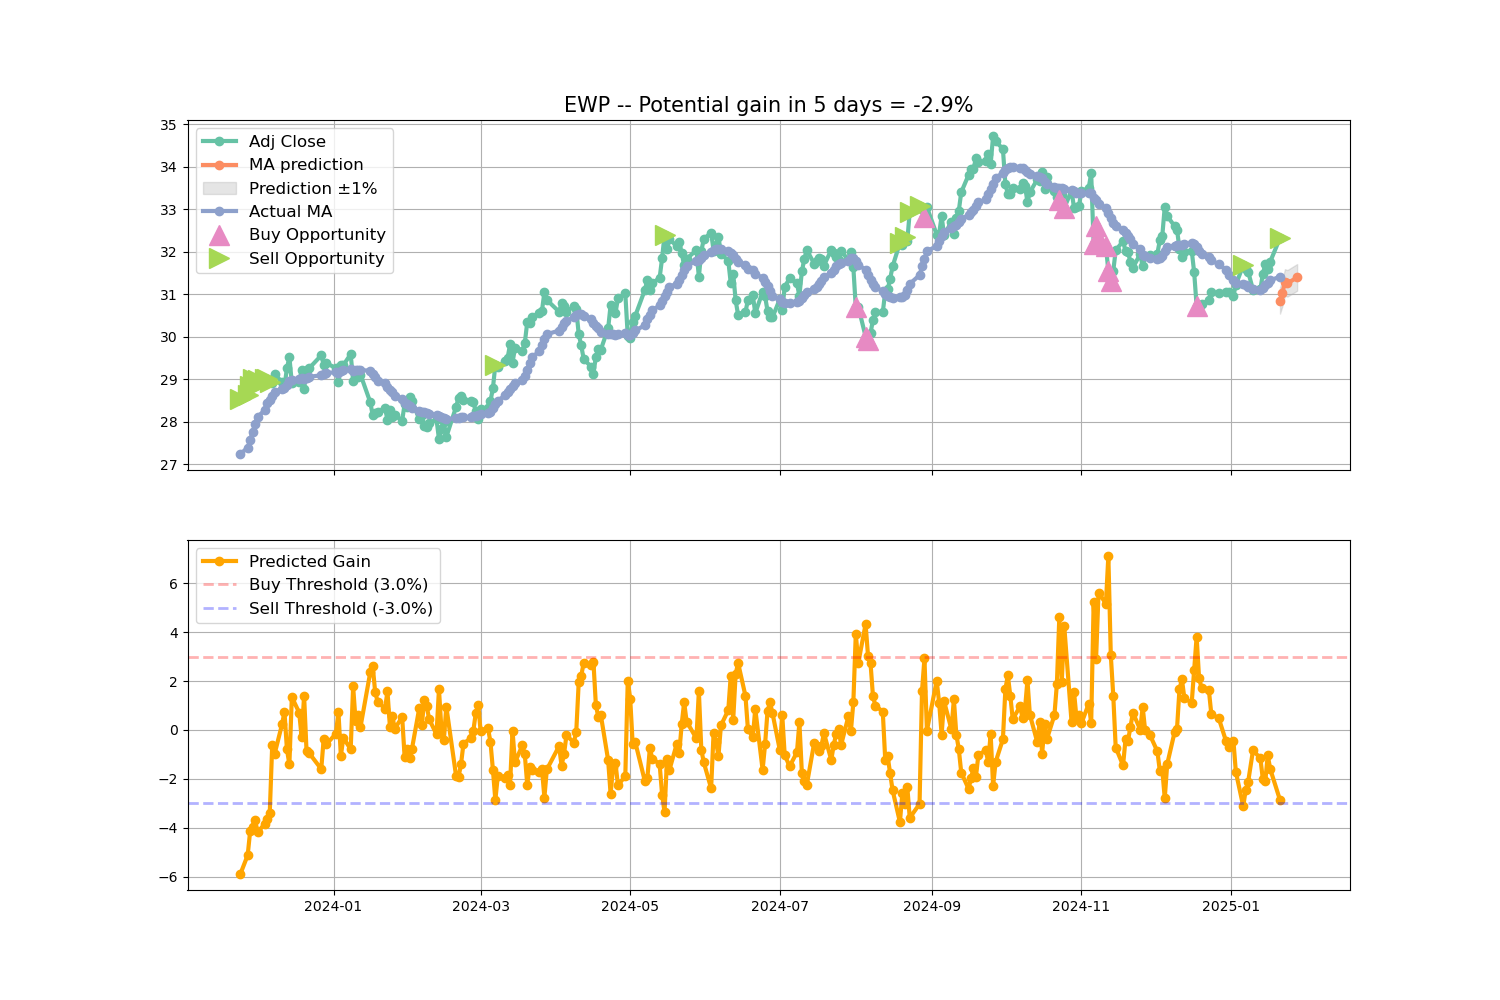 EWP -- Potential gain in 5 days = -2.9%
35
34
33
32
31
30
29
28
27
Adj Close
MA prediction
Prediction ±1%
Actual MA
Buy Opportunity
Sell Opportunity
6
4
2
0
−2
−4
−6
Predicted Gain
Buy Threshold (3.0%)
Sell Threshold (-3.0%)
2024-01 2024-03 2024-05 2024-07 2024-09 2024-11 2025-01